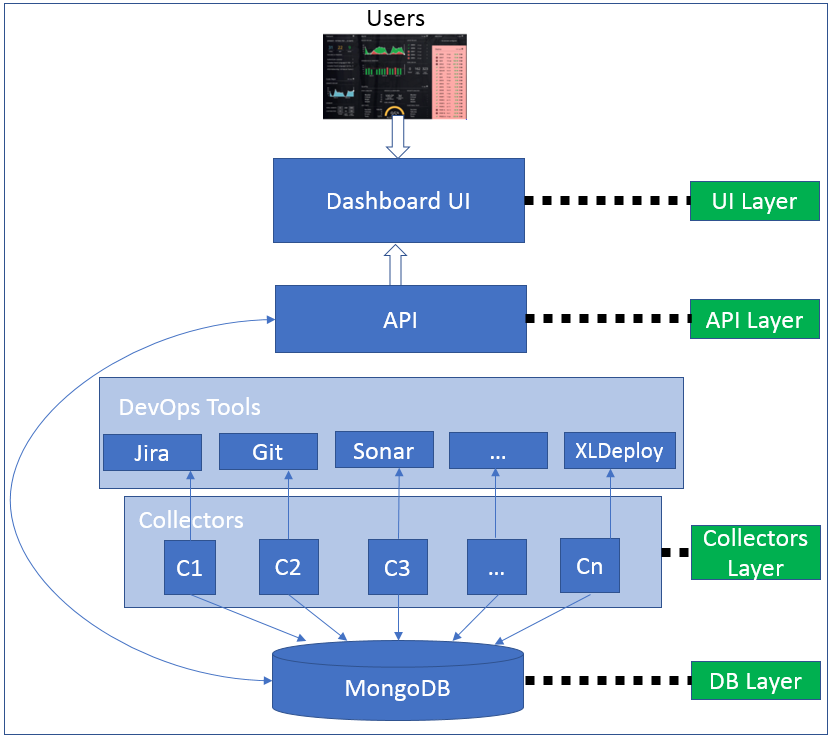 Users
Dashboard UI
UI Layer
API
API Layer
DevOps Tools
Jira
Git
Sonar
...
XLDeploy
Collectors
C1
C2
C3
...
Cn
Collectors
Layer
MongoDB
DB Layer